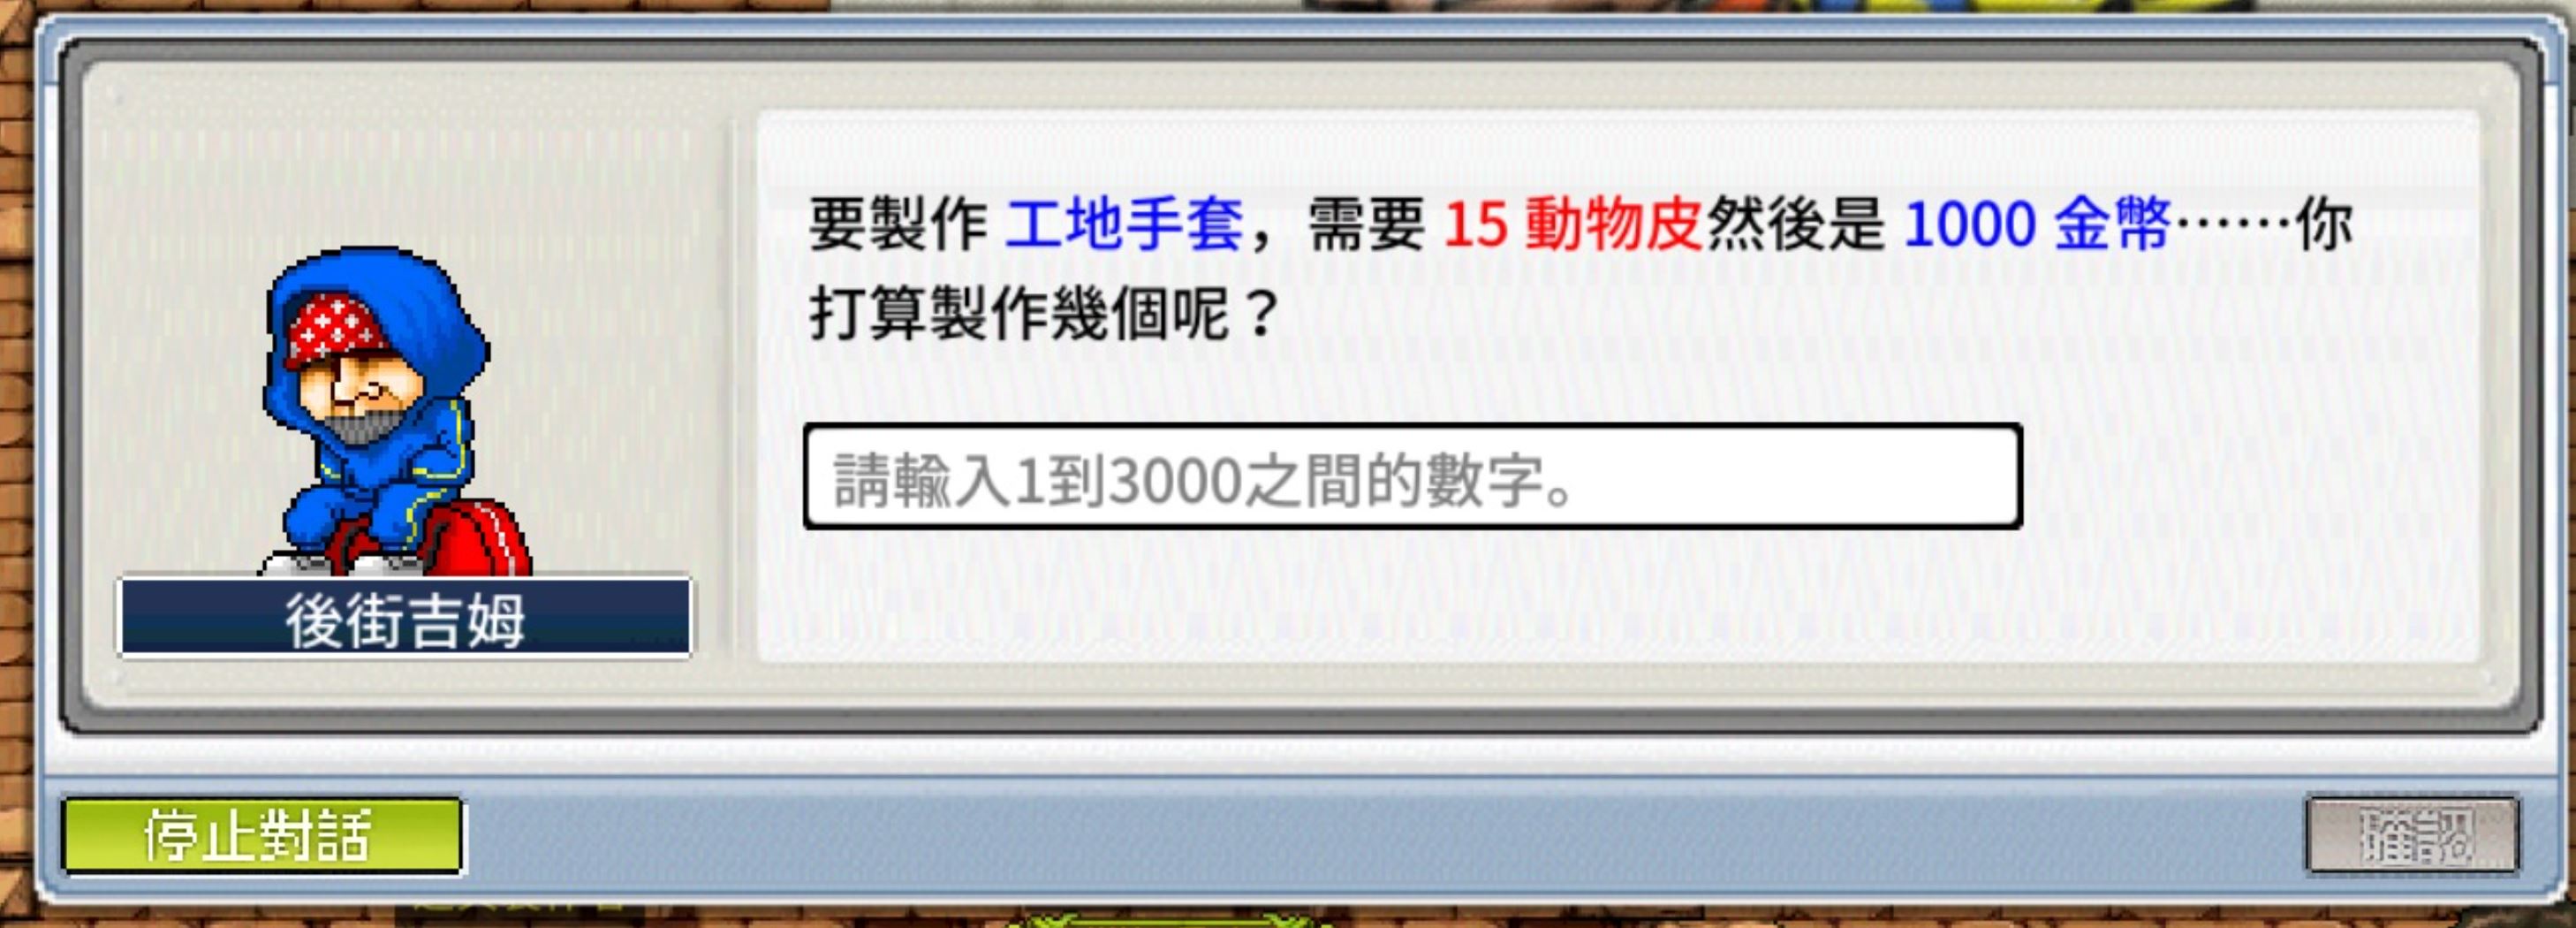 要製作 工地手套，需要 15 動物皮然後是 1000 金幣……你
打算製作幾個呢？
請輸入1到3000之間的數字。
後街吉姆
停止對話
確認